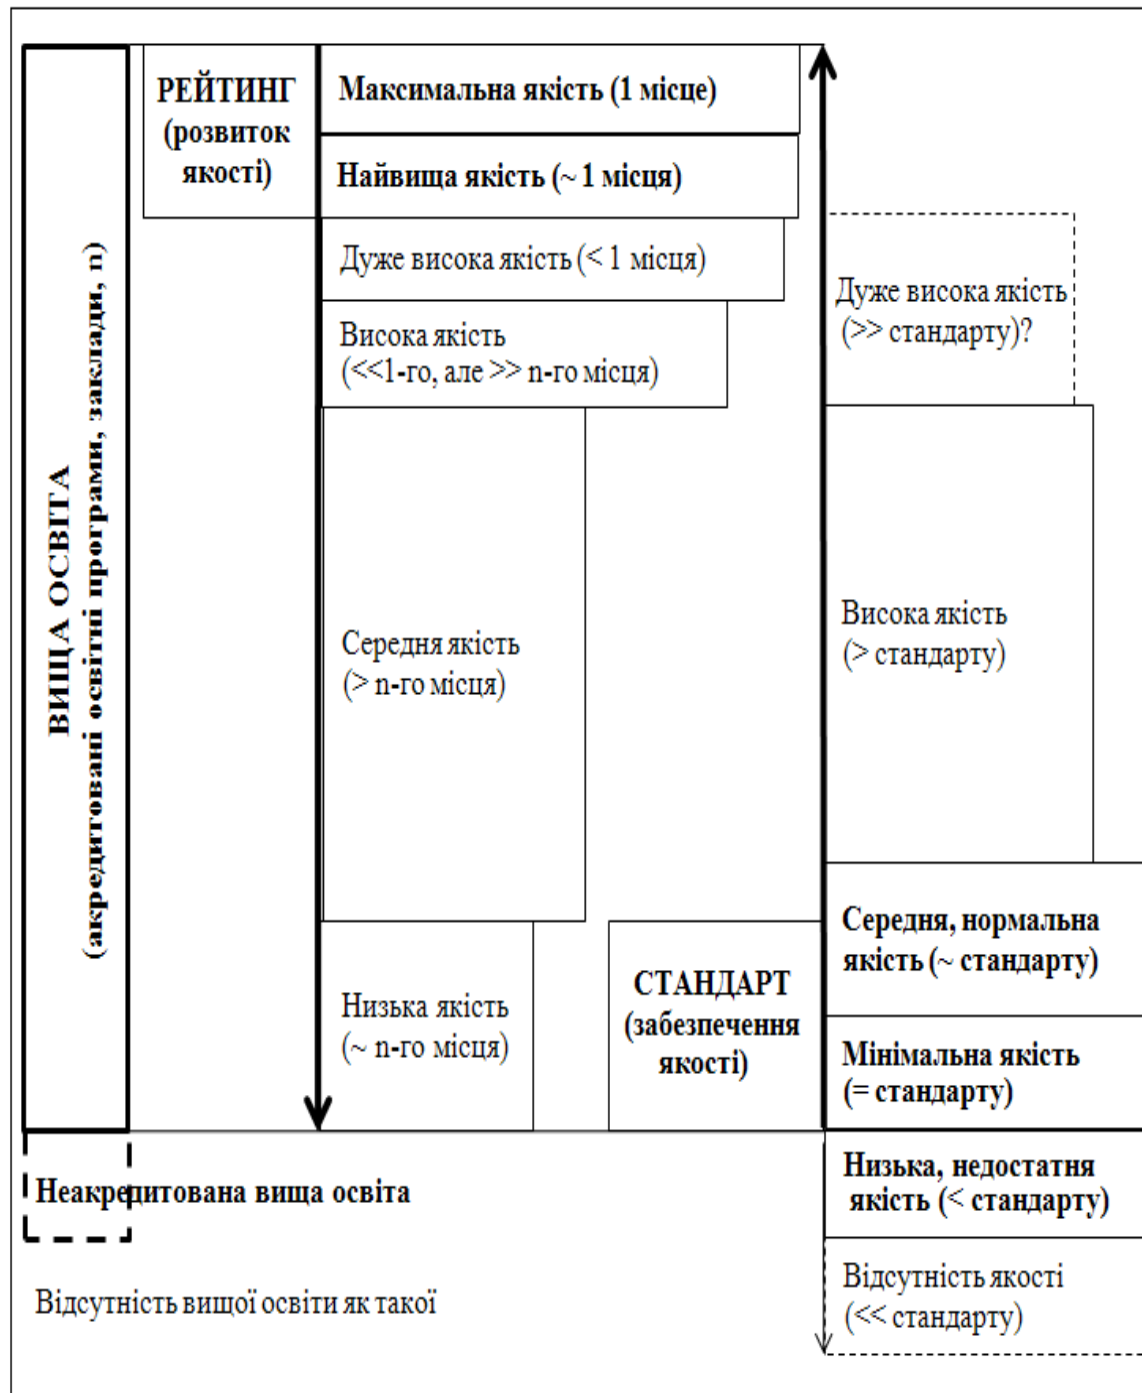 ВИЩА ОСВІТА
(акредитовані освітні програми, заклади, n)
РЕЙТИНГ
(розвиток
якості)
Максимальна якість (1 місце)
Найвища якість (~ 1 місця)
Дуже висока якість (< 1 місця)
Висока якість
(<<1-го, але >> n-го місця)
Середня якість
(> n-го місця)
Низька якість
(~ n-го місця)
СТАНДАРТ
(забезпечення
якості)
Дуже висока якість
(>> стандарту)?
Висока якість
(> стандарту)
Середня, нормальна
якість (~ стандарту)
Мінімальна якість
(= стандарту)
Низька, недостатня
якість (< стандарту)
Відсутність якості
(<< стандарту)
Неакредитована вища освіта
Відсутність вищої освіти як такої